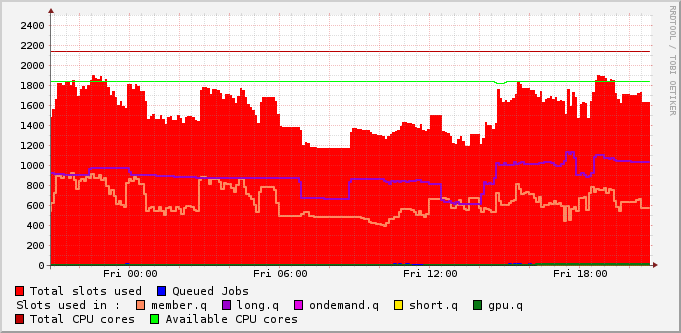 2400
2200
2000
1800
1600
1400
1200
1000
800
600
400
200
0
Fri 00:00 Fri 06:00 Fri 12:00 Fri 18:00
Total slots used Queued Jobs
Slots used in : member.q long.q ondemand.q short.q gpu.q
Total CPU cores Available CPU cores
RRDTOOL / TOBI OETIKER